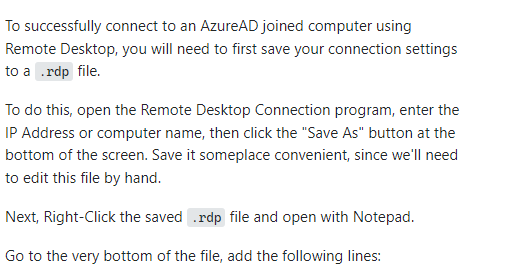 To successfully connect to an AzureAD joined computer using
Remote Desktop, you will need to first save your connection settings
to a .rdp file.
To do this, open the Remote Desktop Connection program, enter the
IP Address or computer name, then click the "Save As" button at the
bottom of the screen. Save it someplace convenient, since we'll need
to edit this file by hand.
Next, Right-Click the saved .rdp file and open with Notepad.
Go to the very bottom of the file, add the following lines: